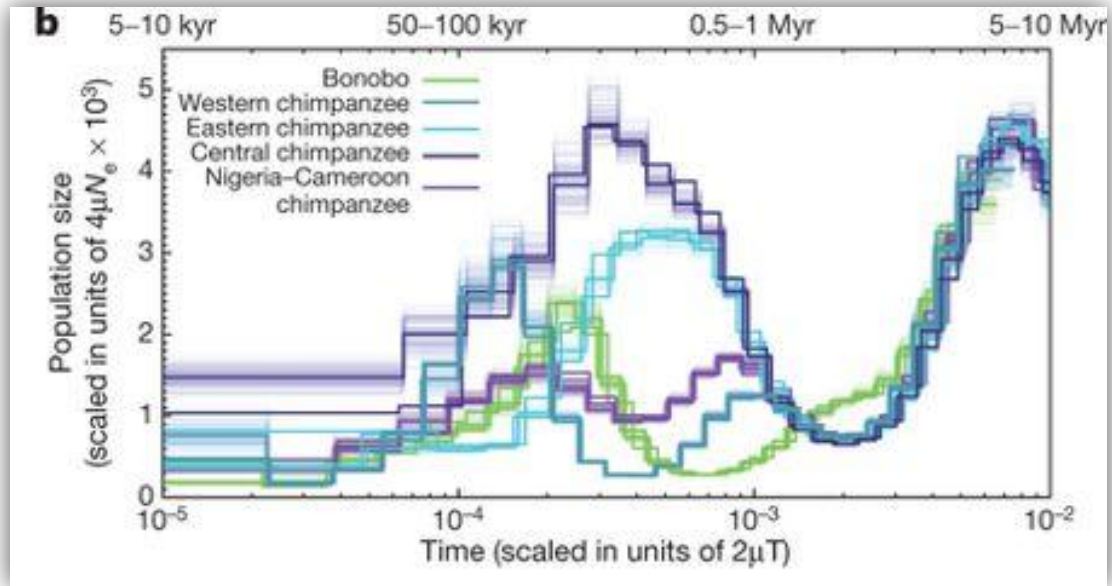 b
5–10 kyr 50–100 kyr 0.5–1 Myr 5–10 Myr
Bonobo
Western chimpanzee
Eastern chimpanzee
Central chimpanzee
Nigeria–Cameroon
chimpanzee
Population size
(scaled in units of 4μNₑ × 10³)
5
4
3
2
1
0
10⁻⁵ 10⁻⁴ 10⁻³ 10⁻²
Time (scaled in units of 2μT)